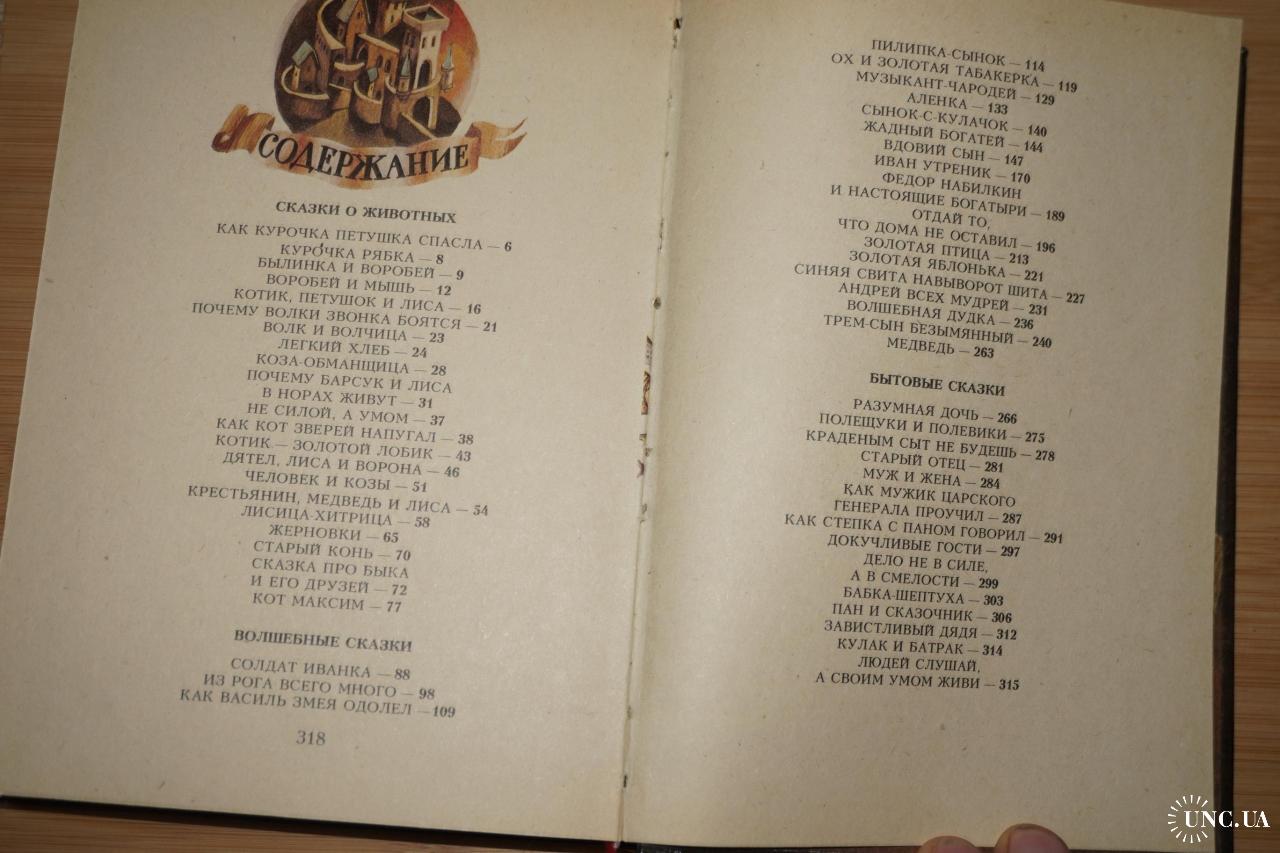 СОДЕРЖАНИЕ
СКАЗКИ О ЖИВОТНЫХ
КАК КУРОЧКА ПЕТУШКА СПАСЛА — 6
КУРОЧКА РЯБКА — 8
БЫЛИНКА И ВОРОБЕЙ — 9
ВОРОБЕЙ И МЫШЬ — 12
КОТИК, ПЕТУШОК И ЛИСА — 16
ПОЧЕМУ ВОЛКИ ЗВОНКА БОЯТСЯ — 21
ВОЛК И ВОЛЧИЦА — 23
ЛЕГКИЙ ХЛЕБ — 24
КОЗА-ОБМАНЩИЦА — 28
ПОЧЕМУ БАРСУК И ЛИСА
В НОРАХ ЖИВУТ — 31
НЕ СИЛОЙ, А УМОМ — 37
КАК КОТ ЗВЕРЕЙ НАПУГАЛ — 38
КОТИК — ЗОЛОТОЙ ЛОБИК — 43
ДЯТЕЛ, ЛИСА И ВОРОНА — 46
ЧЕЛОВЕК И КОЗЫ — 51
КРЕСТЬЯНИН, МЕДВЕДЬ И ЛИСА — 54
ЛИСИЦА-ХИТРИЦА — 58
ЖЕРНОВКИ — 65
СТАРЫЙ КОНЬ — 70
СКАЗКА ПРО БЫКА
И ЕГО ДРУЗЕЙ — 72
КОТ МАКСИМ — 77
ВОЛШЕБНЫЕ СКАЗКИ
СОЛДАТ ИВАНКА — 88
ИЗ РОГА ВСЕГО МНОГО — 98
КАК ВАСИЛЬ ЗМЕЯ ОДОЛЕЛ — 109
318
ПИЛИПКА-СЫНОК — 114
ОХ И ЗОЛОТАЯ ТАБАКЕРКА — 119
МУЗЫКАНТ-ЧАРОДЕЙ — 129
АЛЕНКА — 133
СЫНОК-С-КУЛАЧОК — 140
ЖАДНЫЙ БОГАТЕЙ — 144
ВДОВИЙ СЫН — 147
ИВАН УТРЕНИК — 170
ФЕДОР НАБИЛКИН
И НАСТОЯЩИЕ БОГАТЫРИ — 189
ОТДАЙ ТО,
ЧТО ДОМА НЕ ОСТАВИЛ — 196
ЗОЛОТАЯ ПТИЦА — 213
ЗОЛОТАЯ ЯБЛОНЬКА — 221
СИНЯЯ СВИТА НАВЫВОРОТ ШИТА — 227
АНДРЕЙ ВСЕХ МУДРЕЙ — 231
ВОЛШЕБНАЯ ДУДКА — 236
ТРЕМ-СЫН БЕЗЫМЯННЫЙ — 240
МЕДВЕДЬ — 263
БЫТОВЫЕ СКАЗКИ
РАЗУМНАЯ ДОЧЬ — 266
ПОЛЕЩУКИ И ПОЛЕВИКИ — 275
КРАДЕНЫМ СЫТ НЕ БУДЕШЬ — 278
СТАРЫЙ ОТЕЦ — 281
МУЖ И ЖЕНА — 284
КАК МУЖИК ЦАРСКОГО
ГЕНЕРАЛА ПРОУЧИЛ — 287
КАК СТЕПКА С ПАНОМ ГОВОРИЛ — 291
ДОКУЧЛИВЫЕ ГОСТИ — 297
ДЕЛО НЕ В СИЛЕ,
А В СМЕЛОСТИ — 299
БАБКА-ШЕПТУХА — 303
ПАН И СКАЗОЧНИК — 306
ЗАВИСТЛИВЫЙ ДЯДЯ — 312
КУЛАК И БАТРАК — 314
ЛЮДЕЙ СЛУШАЙ,
А СВОИМ УМОМ ЖИВИ — 315
UNC.UA